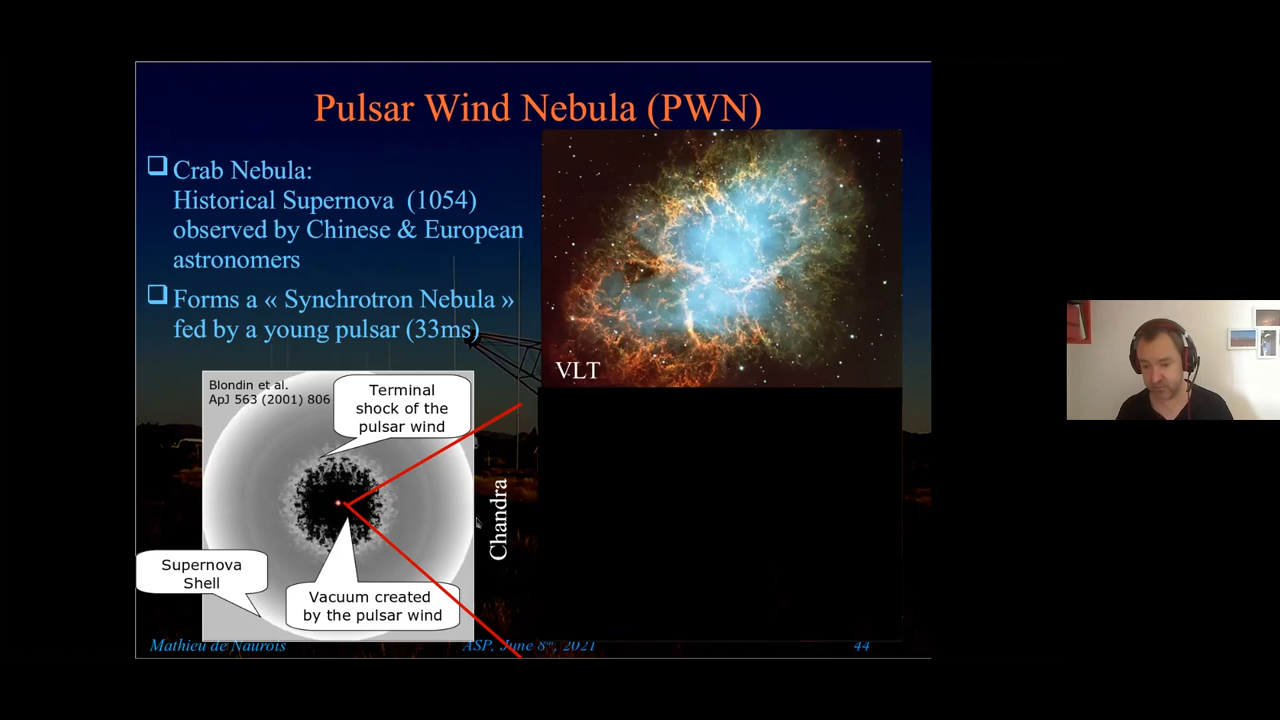 Pulsar Wind Nebula (PWN)
Crab Nebula:
Historical Supernova (1054)
observed by Chinese & European
astronomers
Forms a « Synchrotron Nebula »
fed by a young pulsar (33ms)
VLT
Blondin et al.
ApJ 563 (2001) 806
Terminal
shock of the
pulsar wind
Chandra
Supernova
Shell
Vacuum created
by the pulsar wind
Mathieu de Naurois
ASP, June 8th, 2021
44